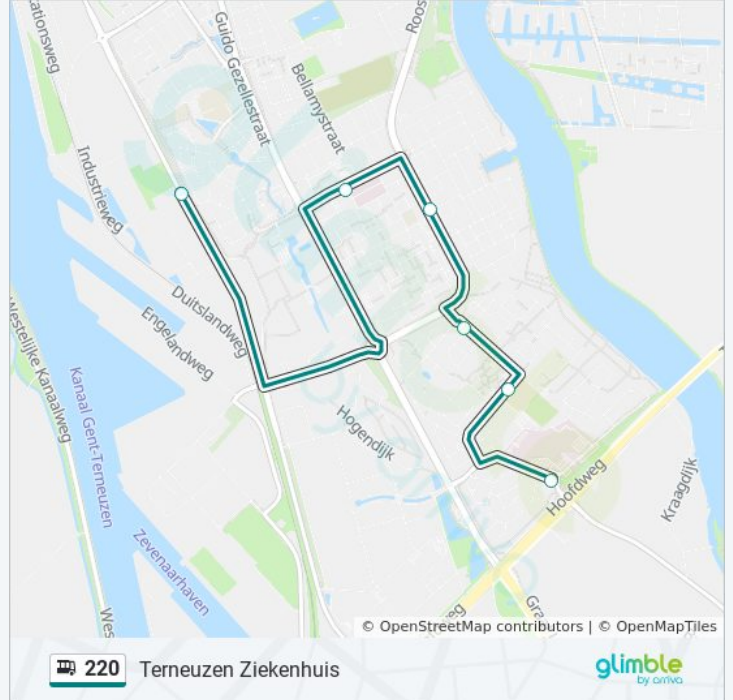 ationsweg
Guido Gezellestraat
Roos
Bellamystraat
Industrieweg
Duitslandweg
Engelandweg
Westelijke Kanaalweg
Kanaal Gent-Terneuzen
Hogendijk
Hoofdweg
Kraagdijk
Zevenaarhaven
Wes
Gra
© OpenStreetMap contributors | © OpenMapTiles
220 Terneuzen Ziekenhuis
glimble
by arriva